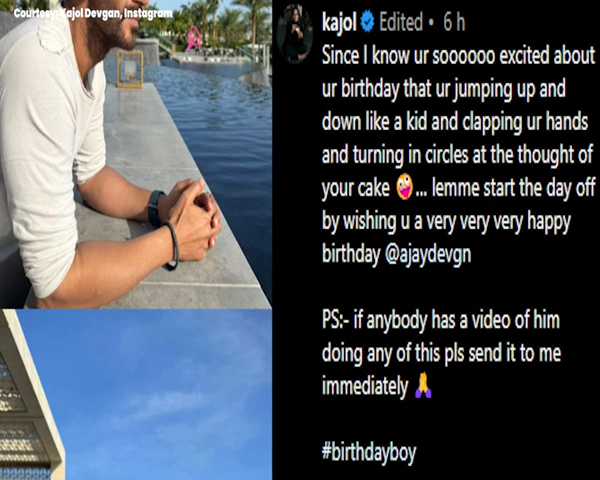 Courtesy: Kajol Devgan, Instagram
kajol Edited • 6 h
Since I know ur soooooo excited about
ur birthday that ur jumping up and
down like a kid and clapping ur hands
and turning in circles at the thought of
your cake 🤪... lemme start the day off
by wishing u a very very very happy
birthday @ajaydevgn
PS:- if anybody has a video of him
doing any of this pls send it to me
immediately 🙏
#birthdayboy